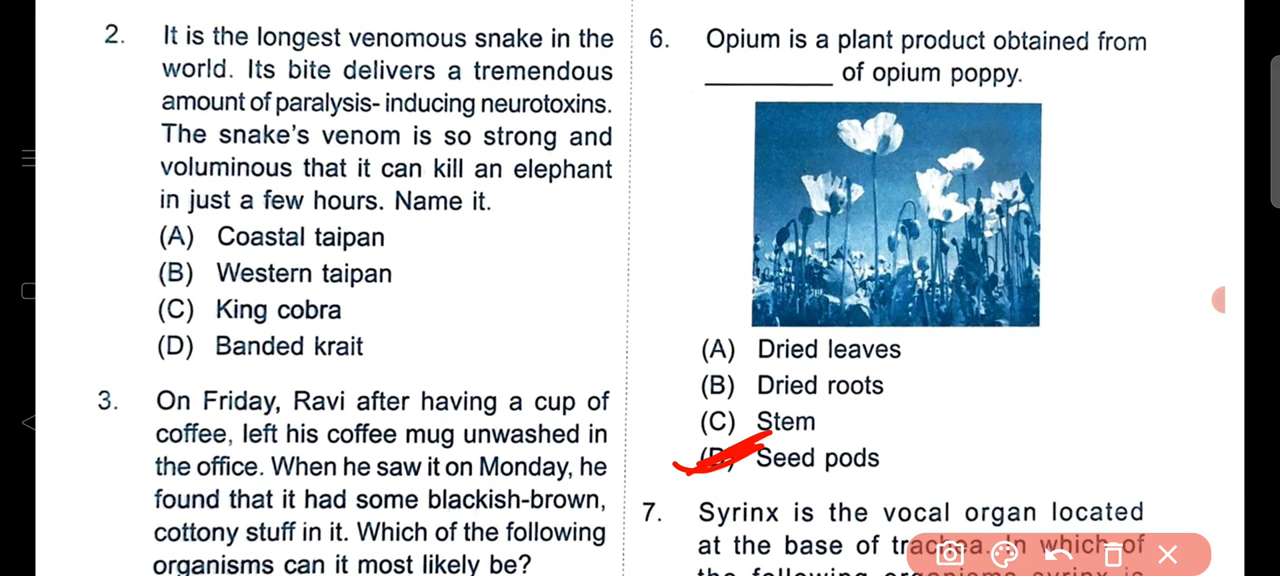 2. It is the longest venomous snake in the
world. Its bite delivers a tremendous
amount of paralysis- inducing neurotoxins.
The snake's venom is so strong and
voluminous that it can kill an elephant
in just a few hours. Name it.
(A) Coastal taipan
(B) Western taipan
(C) King cobra
(D) Banded krait
3. On Friday, Ravi after having a cup of
coffee, left his coffee mug unwashed in
the office. When he saw it on Monday, he
found that it had some blackish-brown,
cottony stuff in it. Which of the following
organisms can it most likely be?
6. Opium is a plant product obtained from
__________ of opium poppy.
(A) Dried leaves
(B) Dried roots
(C) Stem
(D) Seed pods
7. Syrinx is the vocal organ located
at the base of trachea. In which of
the following organisms syrinx is